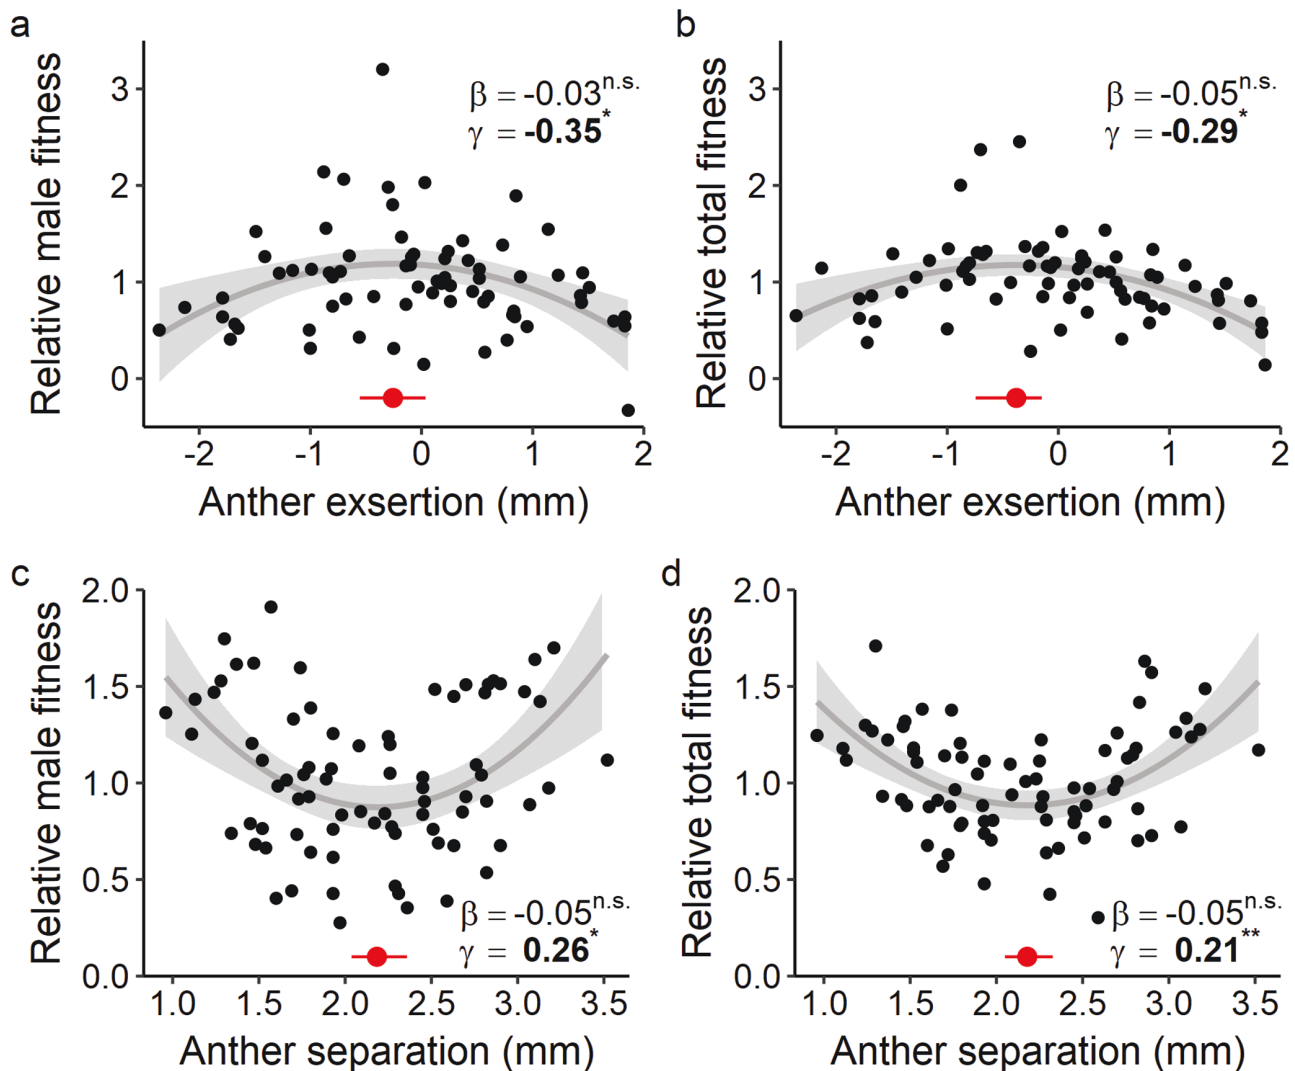 a
Relative male fitness
3
2
1
0
β = -0.03n.s.
γ = -0.35*
-2 -1 0 1 2
Anther exsertion (mm)
b
Relative total fitness
3
2
1
0
β = -0.05n.s.
γ = -0.29*
-2 -1 0 1 2
Anther exsertion (mm)
c
Relative male fitness
2.0
1.5
1.0
0.5
0.0
β = -0.05n.s.
γ = 0.26*
1.0 1.5 2.0 2.5 3.0 3.5
Anther separation (mm)
d
Relative total fitness
2.0
1.5
1.0
0.5
0.0
β = -0.05n.s.
γ = 0.21**
1.0 1.5 2.0 2.5 3.0 3.5
Anther separation (mm)